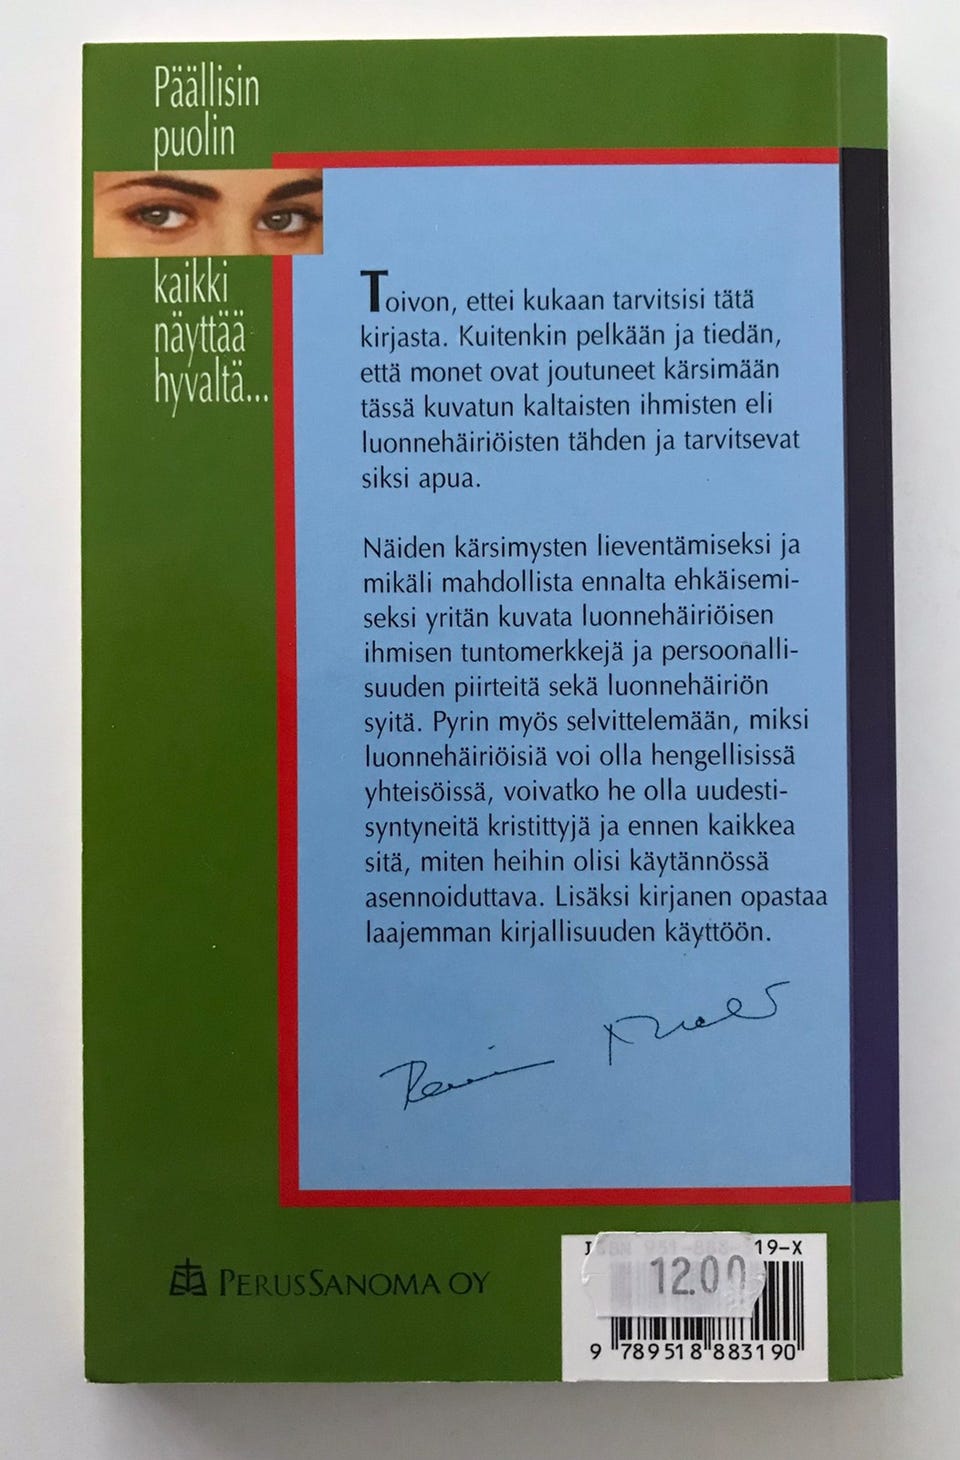 Päällisin
puolin
kaikki
näyttää
hyvältä...
Toivon, ettei kukaan tarvitsisi tätä
kirjasta. Kuitenkin pelkään ja tiedän,
että monet ovat joutuneet kärsimään
tässä kuvatun kaltaisten ihmisten eli
luonnehäiriöisten tähden ja tarvitsevat
siksi apua.
Näiden kärsimysten lieventämiseksi ja
mikäli mahdollista ennalta ehkäisemi-
seksi yritän kuvata luonnehäiriöisen
ihmisen tuntomerkkejä ja persoonalli-
suuden piirteitä sekä luonnehäiriön
syitä. Pyrin myös selvittelemään, miksi
luonnehäiriöisiä voi olla hengellisissä
yhteisöissä, voivatko he olla uudesti-
syntyneitä kristittyjä ja ennen kaikkea
sitä, miten heihin olisi käytännössä
asennoiduttava. Lisäksi kirjanen opastaa
laajemman kirjallisuuden käyttöön.
PERUSSANOMA OY
19-X
12.00
9 789518 883190